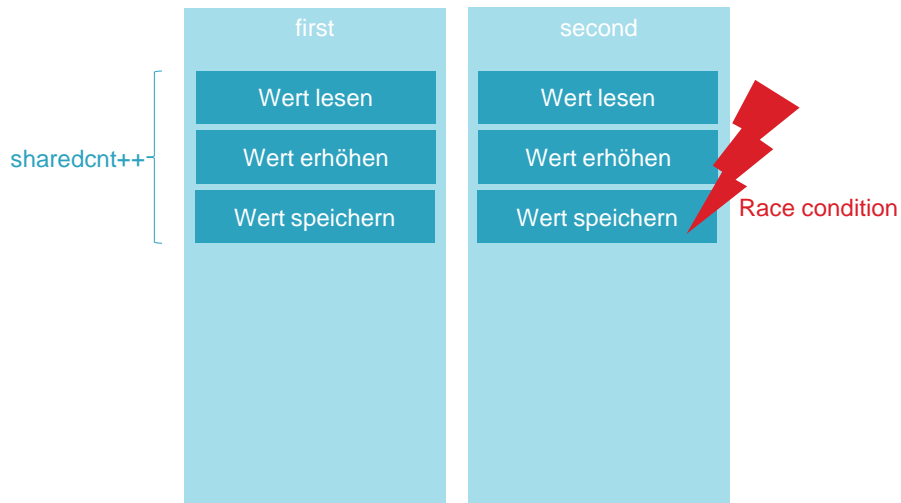 first
second
Wert lesen
Wert lesen
sharedcnt++
Wert erhöhen
Wert erhöhen
Wert speichern
Wert speichern
Race condition